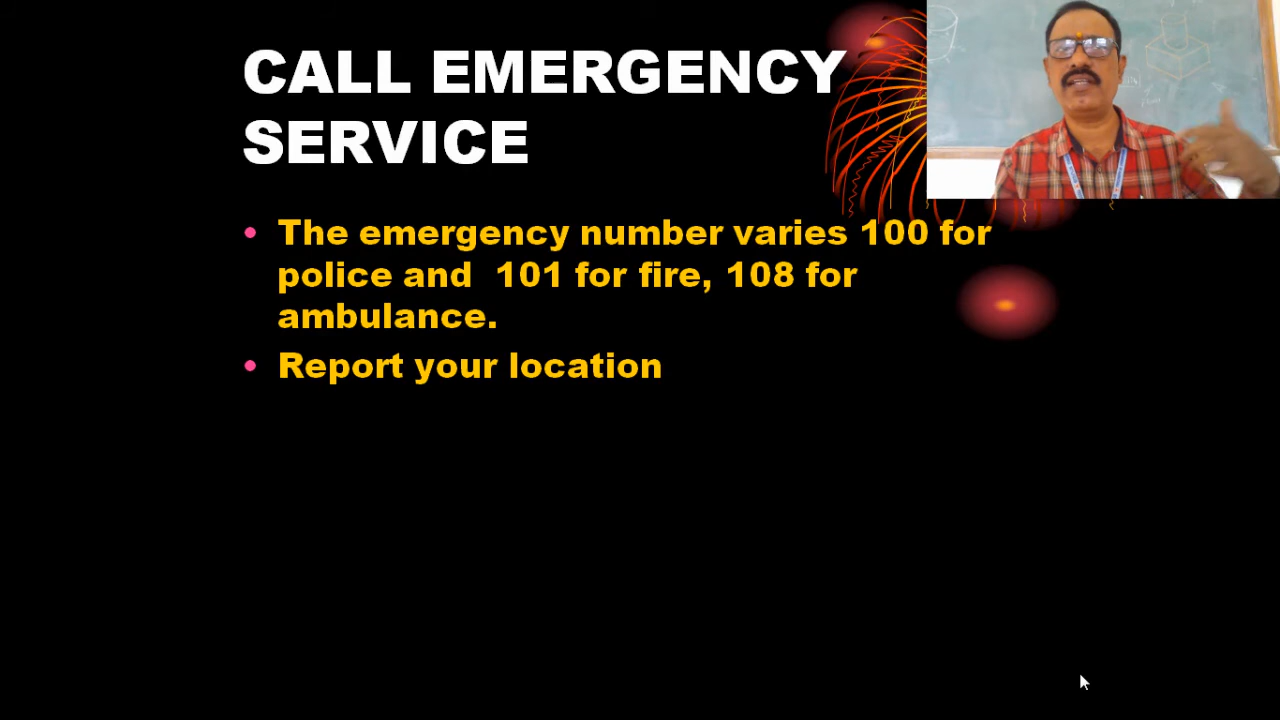 CALL EMERGENCY
SERVICE
• The emergency number varies 100 for
police and  101 for fire, 108 for
ambulance.
• Report your location